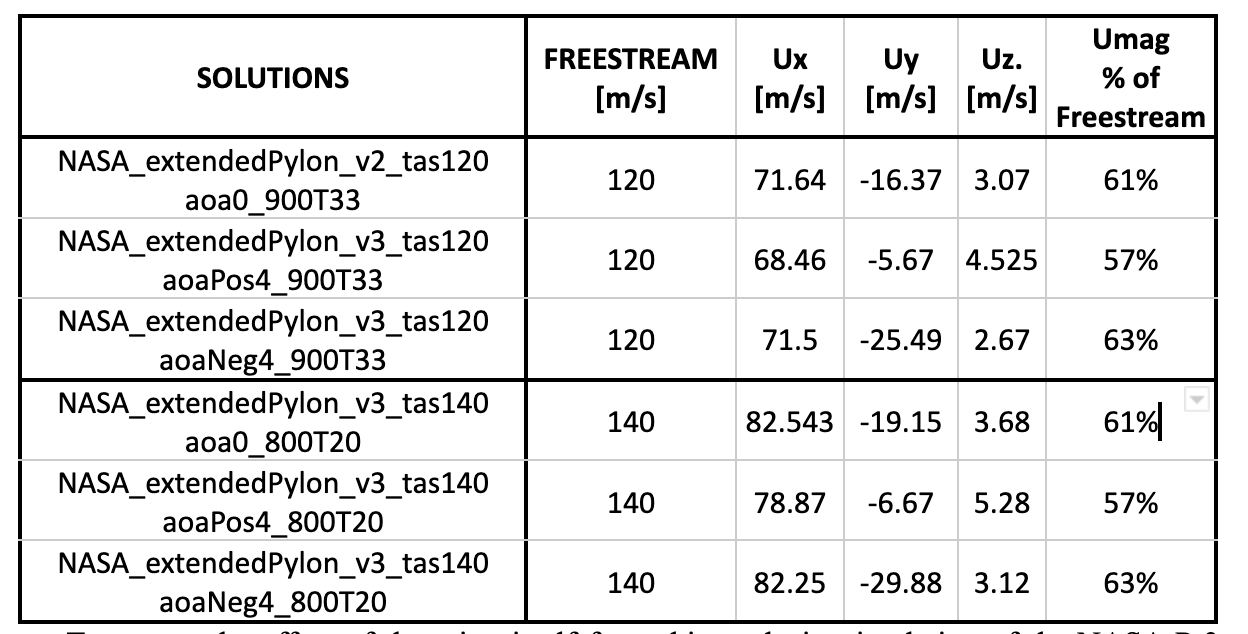 SOLUTIONS FREESTREAM [m/s] Ux [m/s] Uy [m/s] Uz. [m/s] Umag % of Freestream
NASA_extendedPylon_v2_tas120
aoa0_900T33 120 71.64 -16.37 3.07 61%
NASA_extendedPylon_v3_tas120
aoaPos4_900T33 120 68.46 -5.67 4.525 57%
NASA_extendedPylon_v3_tas120
aoaNeg4_900T33 120 71.5 -25.49 2.67 63%
NASA_extendedPylon_v3_tas140
aoa0_800T20 140 82.543 -19.15 3.68 61%
NASA_extendedPylon_v3_tas140
aoaPos4_800T20 140 78.87 -6.67 5.28 57%
NASA_extendedPylon_v3_tas140
aoaNeg4_800T20 140 82.25 -29.88 3.12 63%